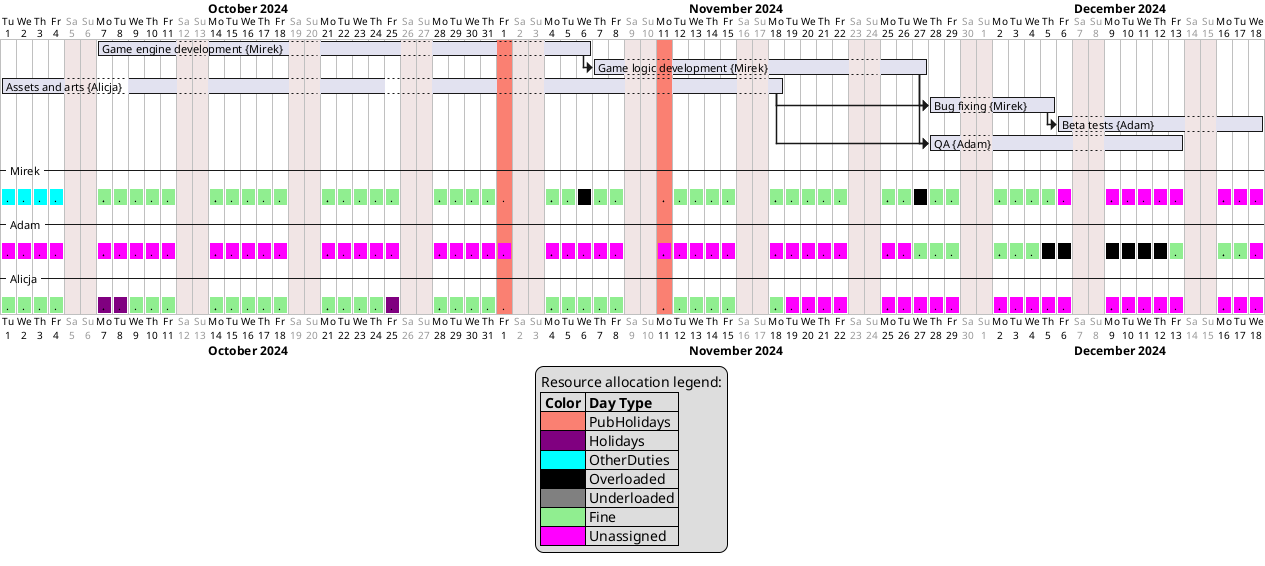 October 2024 November 2024 December 2024
Tu We Th Fr Sa Su Mo Tu We Th Fr Sa Su Mo Tu We Th Fr Sa Su Mo Tu We Th Fr Sa Su Mo Tu We Th Fr Sa Su Mo Tu We Th Fr Sa Su Mo Tu We Th Fr Sa Su Mo Tu We Th Fr Sa Su Mo Tu We Th Fr Sa Su Mo Tu We Th Fr Sa Su Mo Tu We Th Fr Sa Su Mo Tu We
1 2 3 4 5 6 7 8 9 10 11 12 13 14 15 16 17 18 19 20 21 22 23 24 25 26 27 28 29 30 31 1 2 3 4 5 6 7 8 9 10 11 12 13 14 15 16 17 18 19 20 21 22 23 24 25 26 27 28 29 30 1 2 3 4 5 6 7 8 9 10 11 12 13 14 15 16 17 18
Game engine development {Mirek}
Game logic development {Mirek}
Assets and arts {Alicja}
Bug fixing {Mirek}
Beta tests {Adam}
QA {Adam}
Mirek
Adam
Alicja
Tu We Th Fr Sa Su Mo Tu We Th Fr Sa Su Mo Tu We Th Fr Sa Su Mo Tu We Th Fr Sa Su Mo Tu We Th Fr Sa Su Mo Tu We Th Fr Sa Su Mo Tu We Th Fr Sa Su Mo Tu We Th Fr Sa Su Mo Tu We Th Fr Sa Su Mo Tu We Th Fr Sa Su Mo Tu We Th Fr Sa Su Mo Tu We
1 2 3 4 5 6 7 8 9 10 11 12 13 14 15 16 17 18 19 20 21 22 23 24 25 26 27 28 29 30 31 1 2 3 4 5 6 7 8 9 10 11 12 13 14 15 16 17 18 19 20 21 22 23 24 25 26 27 28 29 30 1 2 3 4 5 6 7 8 9 10 11 12 13 14 15 16 17 18
October 2024 November 2024 December 2024
Resource allocation legend:
Color Day Type
PubHolidays
Holidays
OtherDuties
Overloaded
Underloaded
Fine
Unassigned